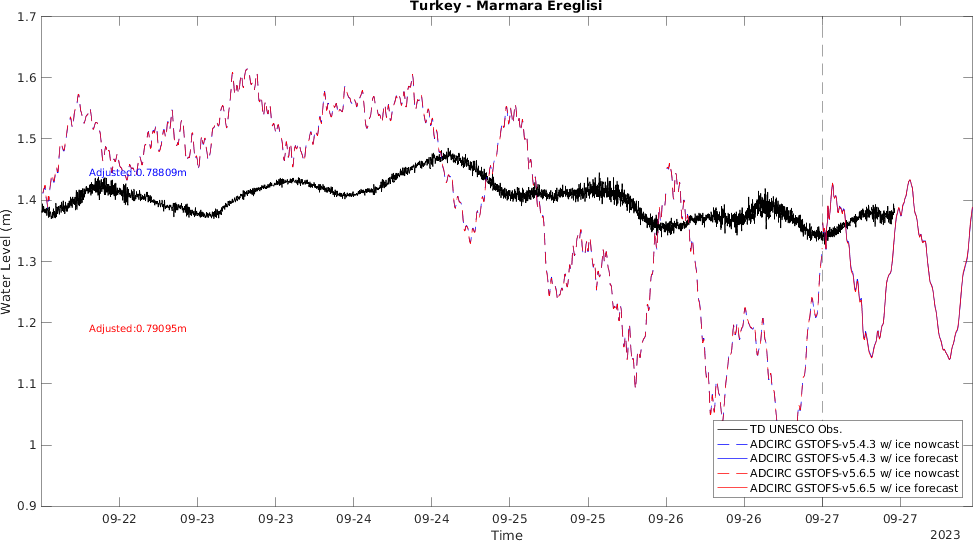 Turkey - Marmara Ereglisi
1.7
1.6
1.5
1.4
1.3
1.2
1.1
1
0.9
Water Level (m)
Adjusted:0.78809m
Adjusted:0.79095m
TD UNESCO Obs.
ADCIRC GSTOFS-v5.4.3 w/ ice nowcast
ADCIRC GSTOFS-v5.4.3 w/ ice forecast
ADCIRC GSTOFS-v5.6.5 w/ ice nowcast
ADCIRC GSTOFS-v5.6.5 w/ ice forecast
09-22 09-23 09-23 09-24 09-24 09-25 09-25 09-26 09-26 09-27 09-27
Time
2023